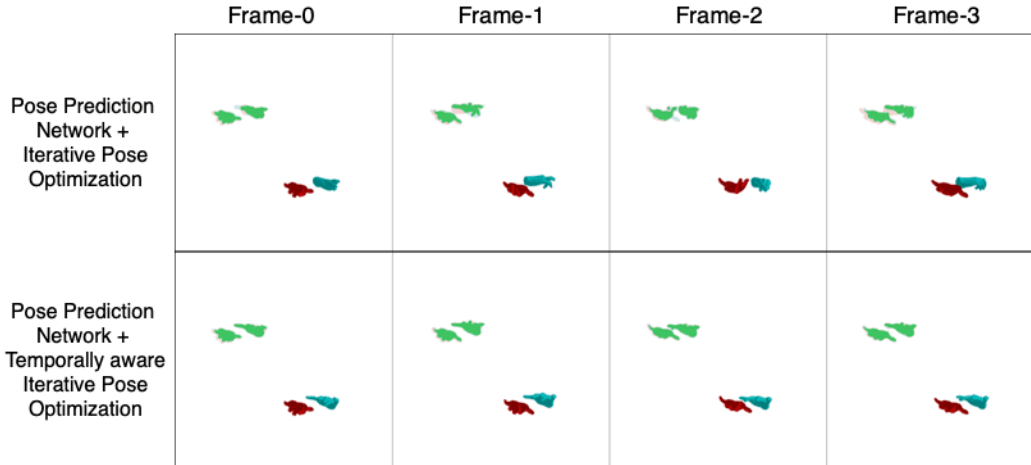 Frame-0
Frame-1
Frame-2
Frame-3
Pose Prediction
Network +
Iterative Pose
Optimization
Pose Prediction
Network +
Temporally aware
Iterative Pose
Optimization